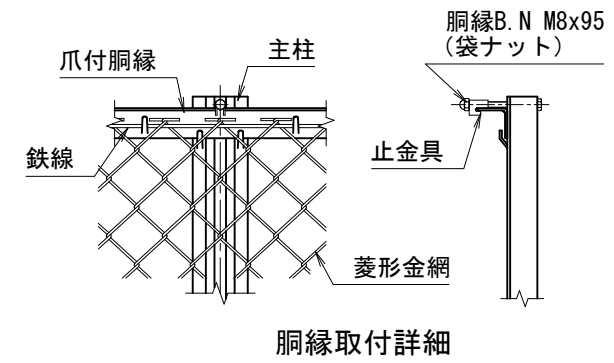 胴縁B.N M8x95
(袋ナット)
爪付胴縁
主柱
鉄線
止金具
菱形金網
胴縁取付詳細